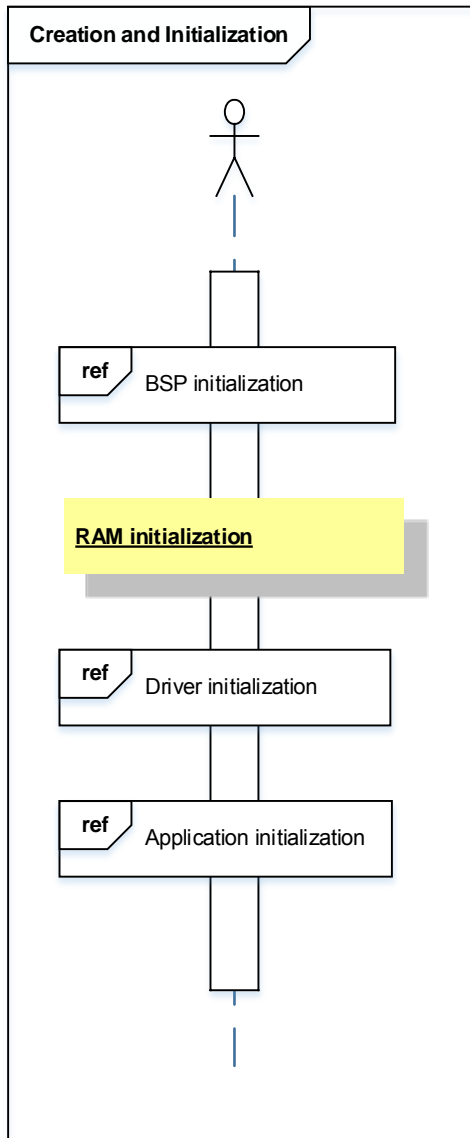 Creation and Initialization
ref
BSP initialization
RAM initialization
ref
Driver initialization
ref
Application initialization